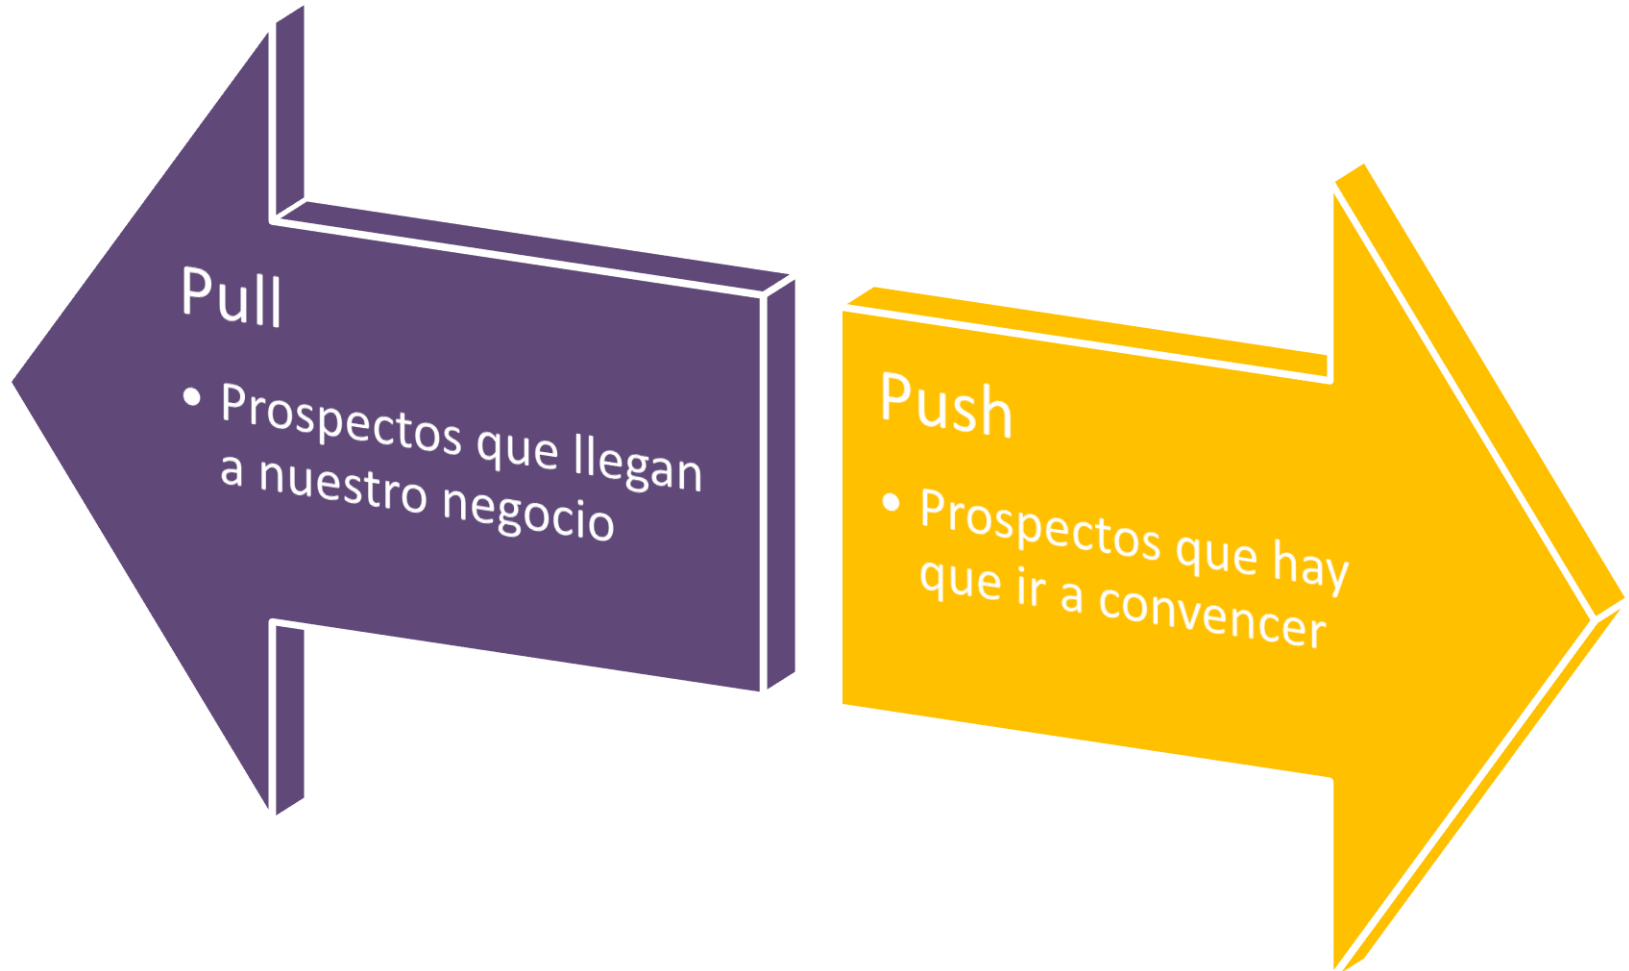 Pull
• Prospectos que llegan
a nuestro negocio
Push
• Prospectos que hay
que ir a convencer